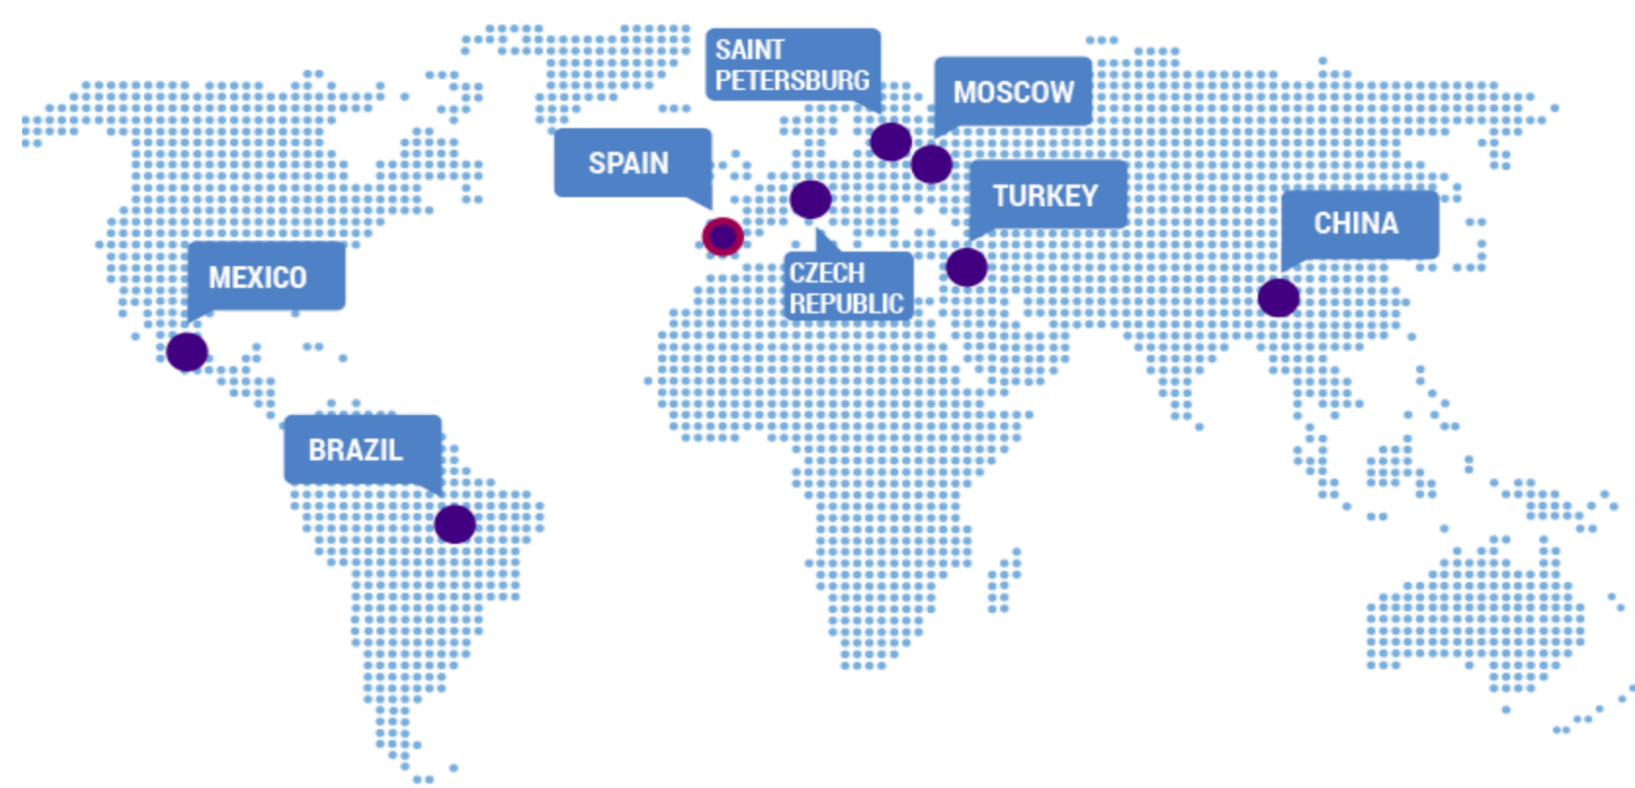 SAINT
PETERSBURG
MOSCOW
SPAIN
TURKEY
CHINA
MEXICO
CZECH
REPUBLIC
BRAZIL